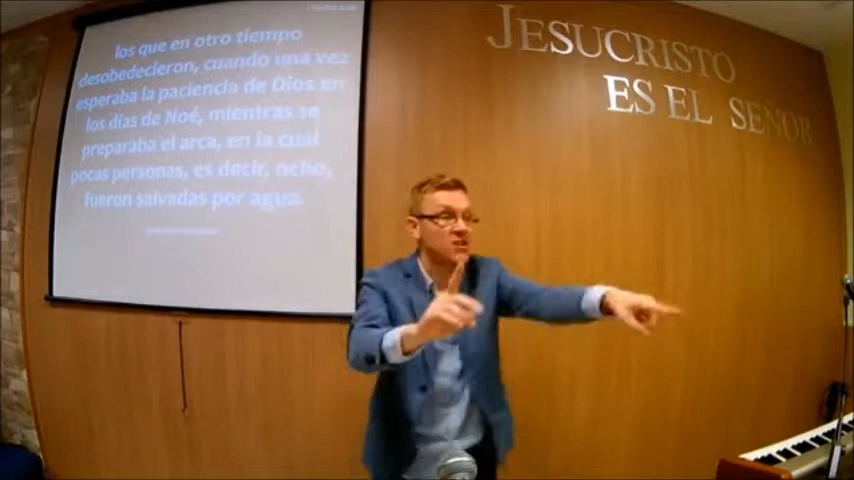 los que en otro tiempo
desobedecieron, cuando una vez
esperaba la paciencia de Dios en
los días de Noé, mientras se
preparaba el arca, en la cual
pocas personas, es decir, ocho,
fueron salvadas por agua.
JESUCRISTO
ES EL SEÑOR